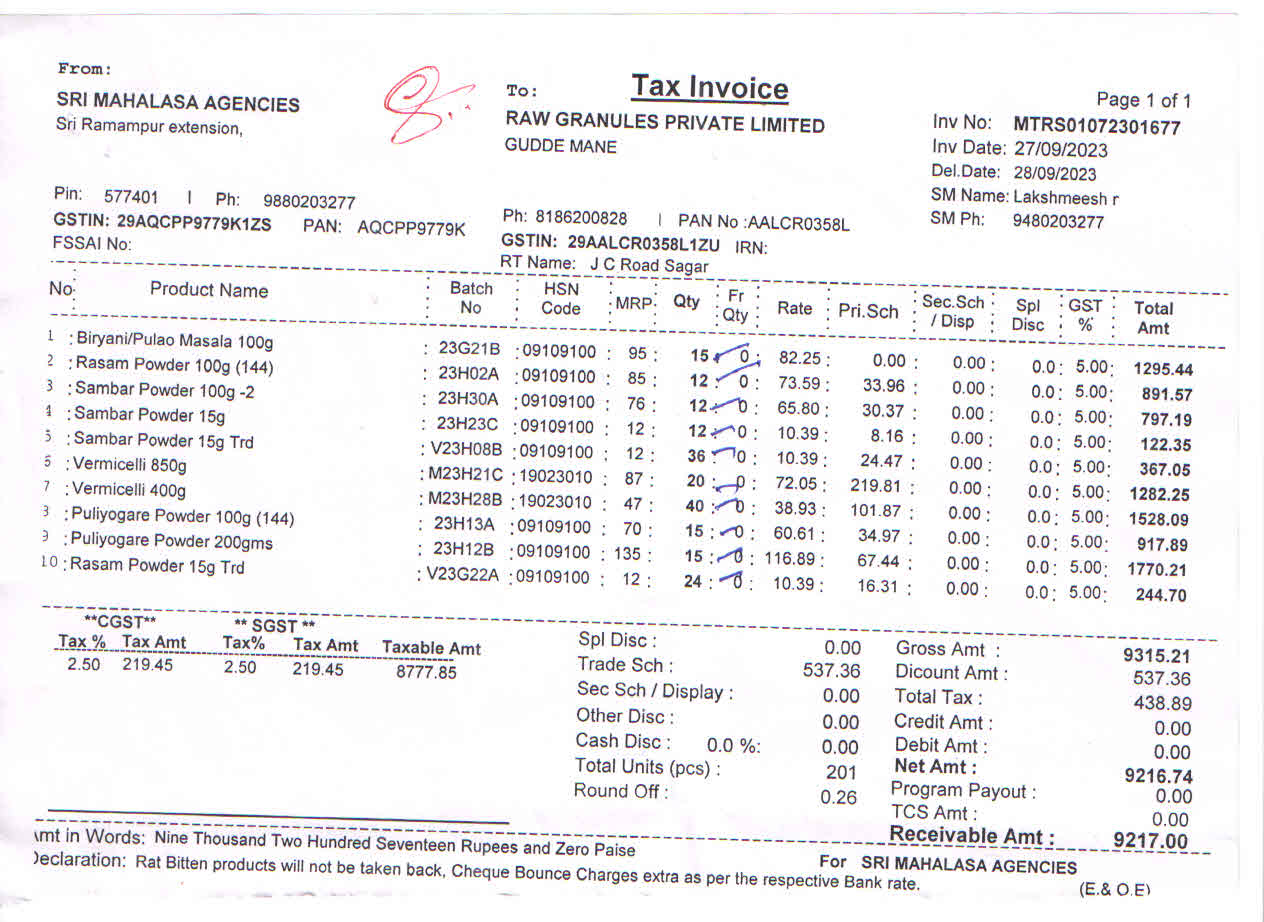 Tax Invoice
Page 1 of 1
From:
SRI MAHALASA AGENCIES
Sri Ramampur extension,
Pin: 577401 | Ph: 9880203277
GSTIN: 29AQCPP9779K1ZS PAN: AQCPP9779K
FSSAI No:
To:
RAW GRANULES PRIVATE LIMITED
GUDDE MANE
Ph: 8186200828 | PAN No :AALCR0358L
GSTIN: 29AALCR0358L1ZU IRN:
RT Name: J C Road Sagar
Inv No: MTRS01072301677
Inv Date: 27/09/2023
Del.Date: 28/09/2023
SM Name: Lakshmeesh r
SM Ph: 9480203277
No: Product Name : Batch No : HSN Code : MRP : Qty : Fr Qty : Rate : Pri.Sch : Sec.Sch / Disp : Spl Disc : GST % : Total Amt
1 : Biryani/Pulao Masala 100g : 23G21B : 09109100 : 95 : 15 : 0 : 82.25 : 0.00 : 0.00 : 0.0 : 5.00 : 1295.44
2 : Rasam Powder 100g (144) : 23H02A : 09109100 : 85 : 12 : 0 : 73.59 : 33.96 : 0.00 : 0.0 : 5.00 : 891.57
3 : Sambar Powder 100g -2 : 23H30A : 09109100 : 76 : 12 : 0 : 65.80 : 30.37 : 0.00 : 0.0 : 5.00 : 797.19
4 : Sambar Powder 15g : 23H23C : 09109100 : 12 : 12 : 0 : 10.39 : 8.16 : 0.00 : 0.0 : 5.00 : 122.35
5 : Sambar Powder 15g Trd : V23H08B : 09109100 : 12 : 36 : 0 : 10.39 : 24.47 : 0.00 : 0.0 : 5.00 : 367.05
6 : Vermicelli 850g : M23H21C : 19023010 : 87 : 20 : 0 : 72.05 : 219.81 : 0.00 : 0.0 : 5.00 : 1282.25
7 : Vermicelli 400g : M23H28B : 19023010 : 47 : 40 : 0 : 38.93 : 101.87 : 0.00 : 0.0 : 5.00 : 1528.09
8 : Puliyogare Powder 100g (144) : 23H13A : 09109100 : 70 : 15 : 0 : 60.61 : 34.97 : 0.00 : 0.0 : 5.00 : 917.89
9 : Puliyogare Powder 200gms : 23H12B : 09109100 : 135 : 15 : 0 : 116.89 : 67.44 : 0.00 : 0.0 : 5.00 : 1770.21
10 : Rasam Powder 15g Trd : V23G22A : 09109100 : 12 : 24 : 0 : 10.39 : 16.31 : 0.00 : 0.0 : 5.00 : 244.70
**CGST** ** SGST **
Tax % Tax Amt Tax% Tax Amt Taxable Amt
2.50 219.45 2.50 219.45 8777.85
Spl Disc : 0.00
Trade Sch : 537.36
Sec Sch / Display : 0.00
Other Disc : 0.00
Cash Disc : 0.0 %: 0.00
Total Units (pcs) : 201
Round Off : 0.26
Gross Amt : 9315.21
Dicount Amt : 537.36
Total Tax : 438.89
Credit Amt : 0.00
Debit Amt : 0.00
Net Amt : 9216.74
Program Payout : 0.00
TCS Amt : 0.00
Receivable Amt : 9217.00
Amt in Words: Nine Thousand Two Hundred Seventeen Rupees and Zero Paise
Declaration: Rat Bitten products will not be taken back, Cheque Bounce Charges extra as per the respective Bank rate.
For SRI MAHALASA AGENCIES
(E.& O.E)